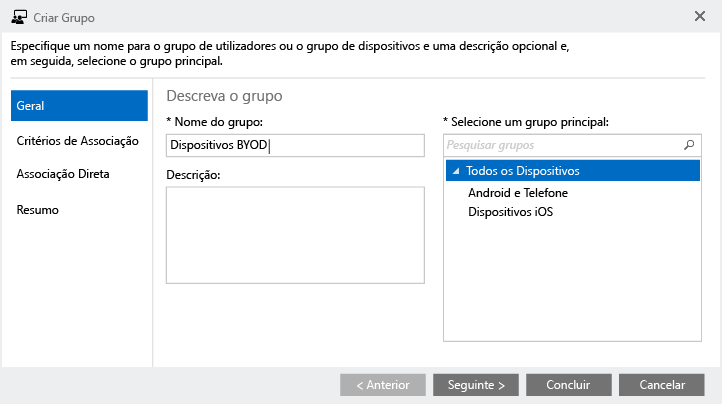 Criar Grupo
Especifique um nome para o grupo de utilizadores ou o grupo de dispositivos e uma descrição opcional e,
em seguida, selecione o grupo principal.
Geral
Critérios de Associação
Associação Direta
Resumo
Descreva o grupo
* Nome do grupo:
Dispositivos BYOD
Descrição:
* Selecione um grupo principal:
Pesquisar grupos
Todos os Dispositivos
Android e Telefone
Dispositivos iOS
< Anterior
Seguinte >
Concluir
Cancelar